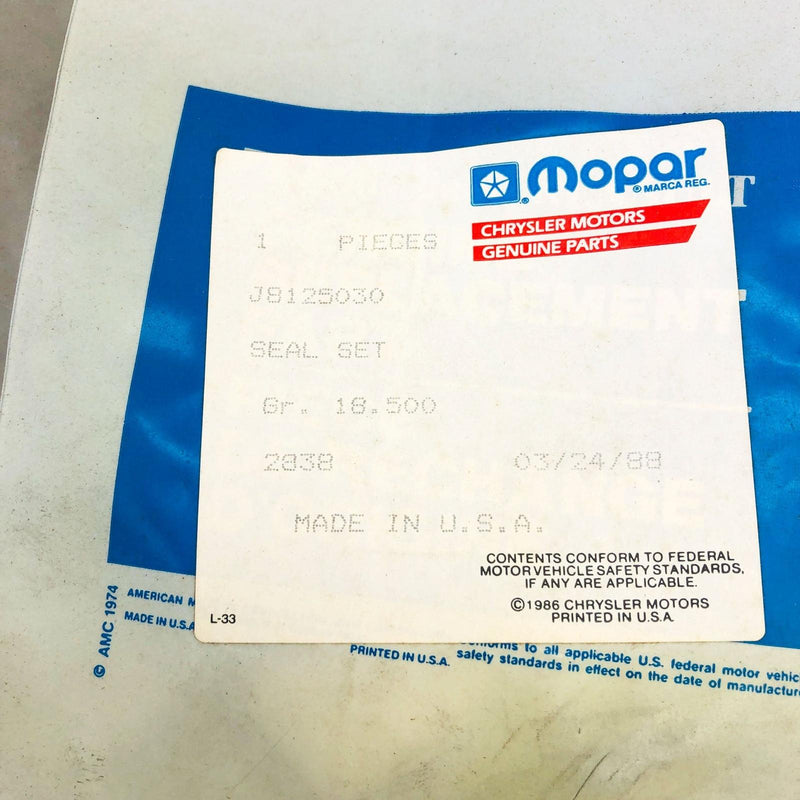 mopar
® MARCA REG.
®
CHRYSLER MOTORS
GENUINE PARTS
1 PIECES
J8125030
SEAL SET
Gr. 18.500
2838 03/24/88
MADE IN U.S.A.
CONTENTS CONFORM TO FEDERAL
MOTOR VEHICLE SAFETY STANDARDS,
IF ANY ARE APPLICABLE.
©1986 CHRYSLER MOTORS
PRINTED IN U.S.A.
L-33
CEMENT
T
© AMC 1974
AMERICAN M
MADE IN U.S.A
PRINTED IN U.S.A.
to all applicable U.S. federal motor vehic
safety standards in effect on the date of manufacture